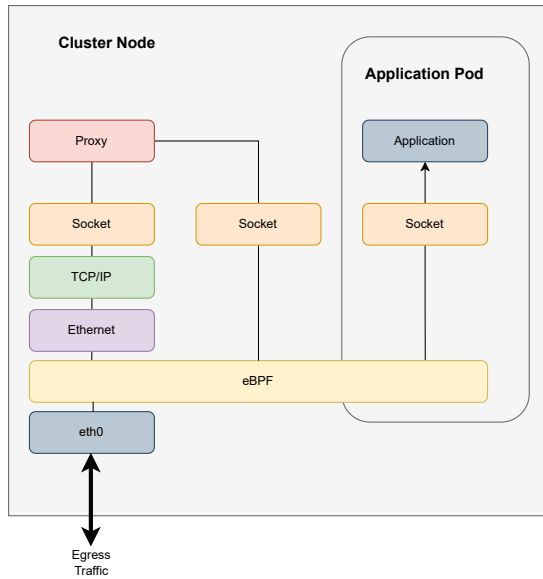 Cluster Node
Application Pod
Proxy
Application
Socket
Socket
Socket
TCP/IP
Ethernet
eBPF
eth0
Egress
Traffic